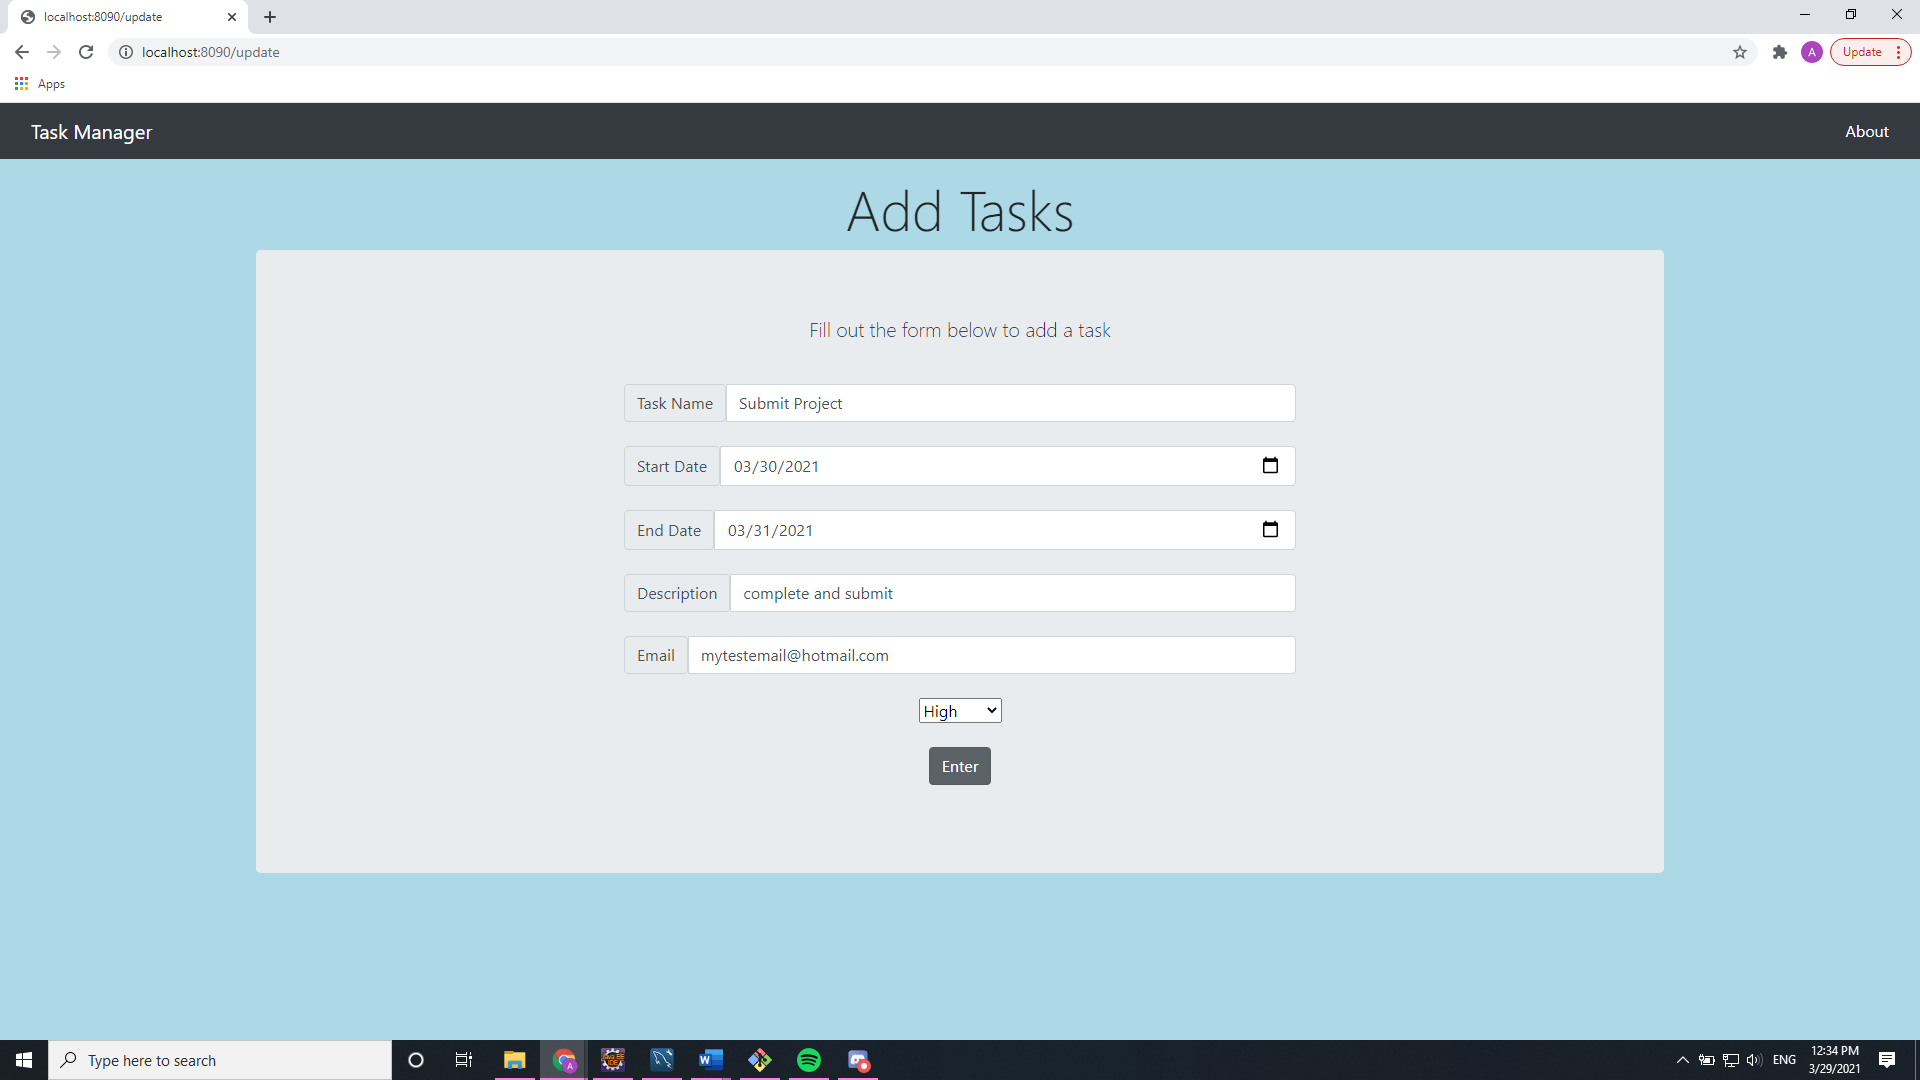 localhost:8090/update
localhost:8090/update
A
Update
Apps
Task Manager
About
Add Tasks
Fill out the form below to add a task
Task Name Submit Project
Start Date 03/30/2021
End Date 03/31/2021
Description complete and submit
Email mytestemail@hotmail.com
High
Enter
Type here to search
A
W
ENG
12:34 PM
3/29/2021